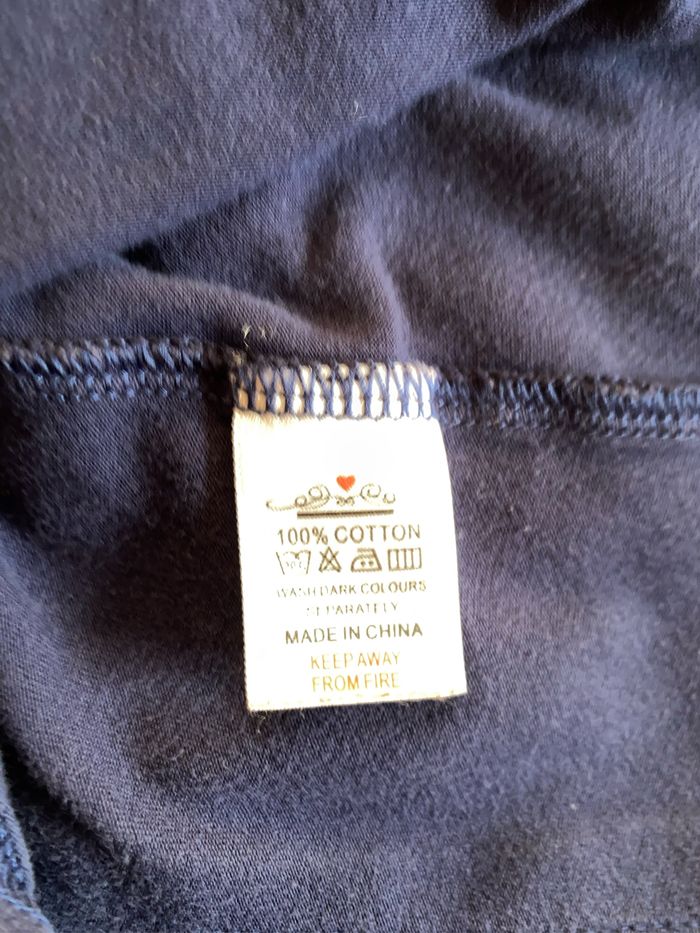 100% COTTON
WASH DARK COLOURS
SEPARATELY
MADE IN CHINA
KEEP AWAY
FROM FIRE